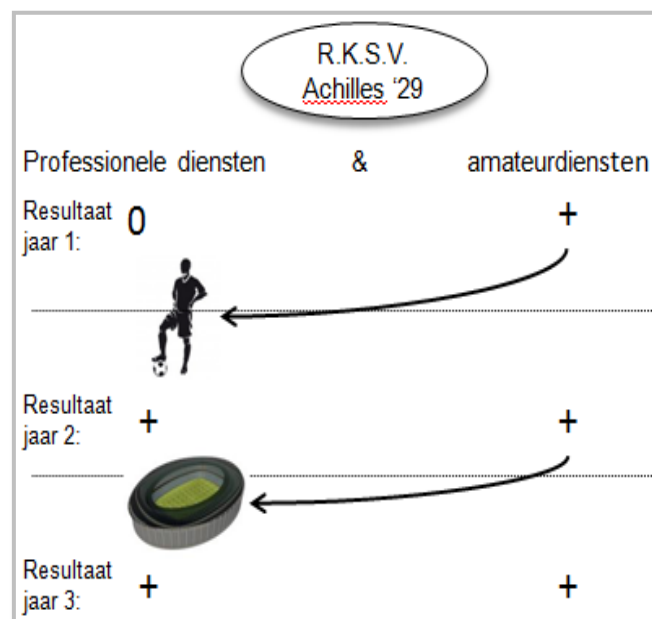 R.K.S.V.
Achilles ‘29
Professionele diensten & amateurdiensten
Resultaat
jaar 1:
0 +
Resultaat
jaar 2:
+ +
Resultaat
jaar 3:
+ +